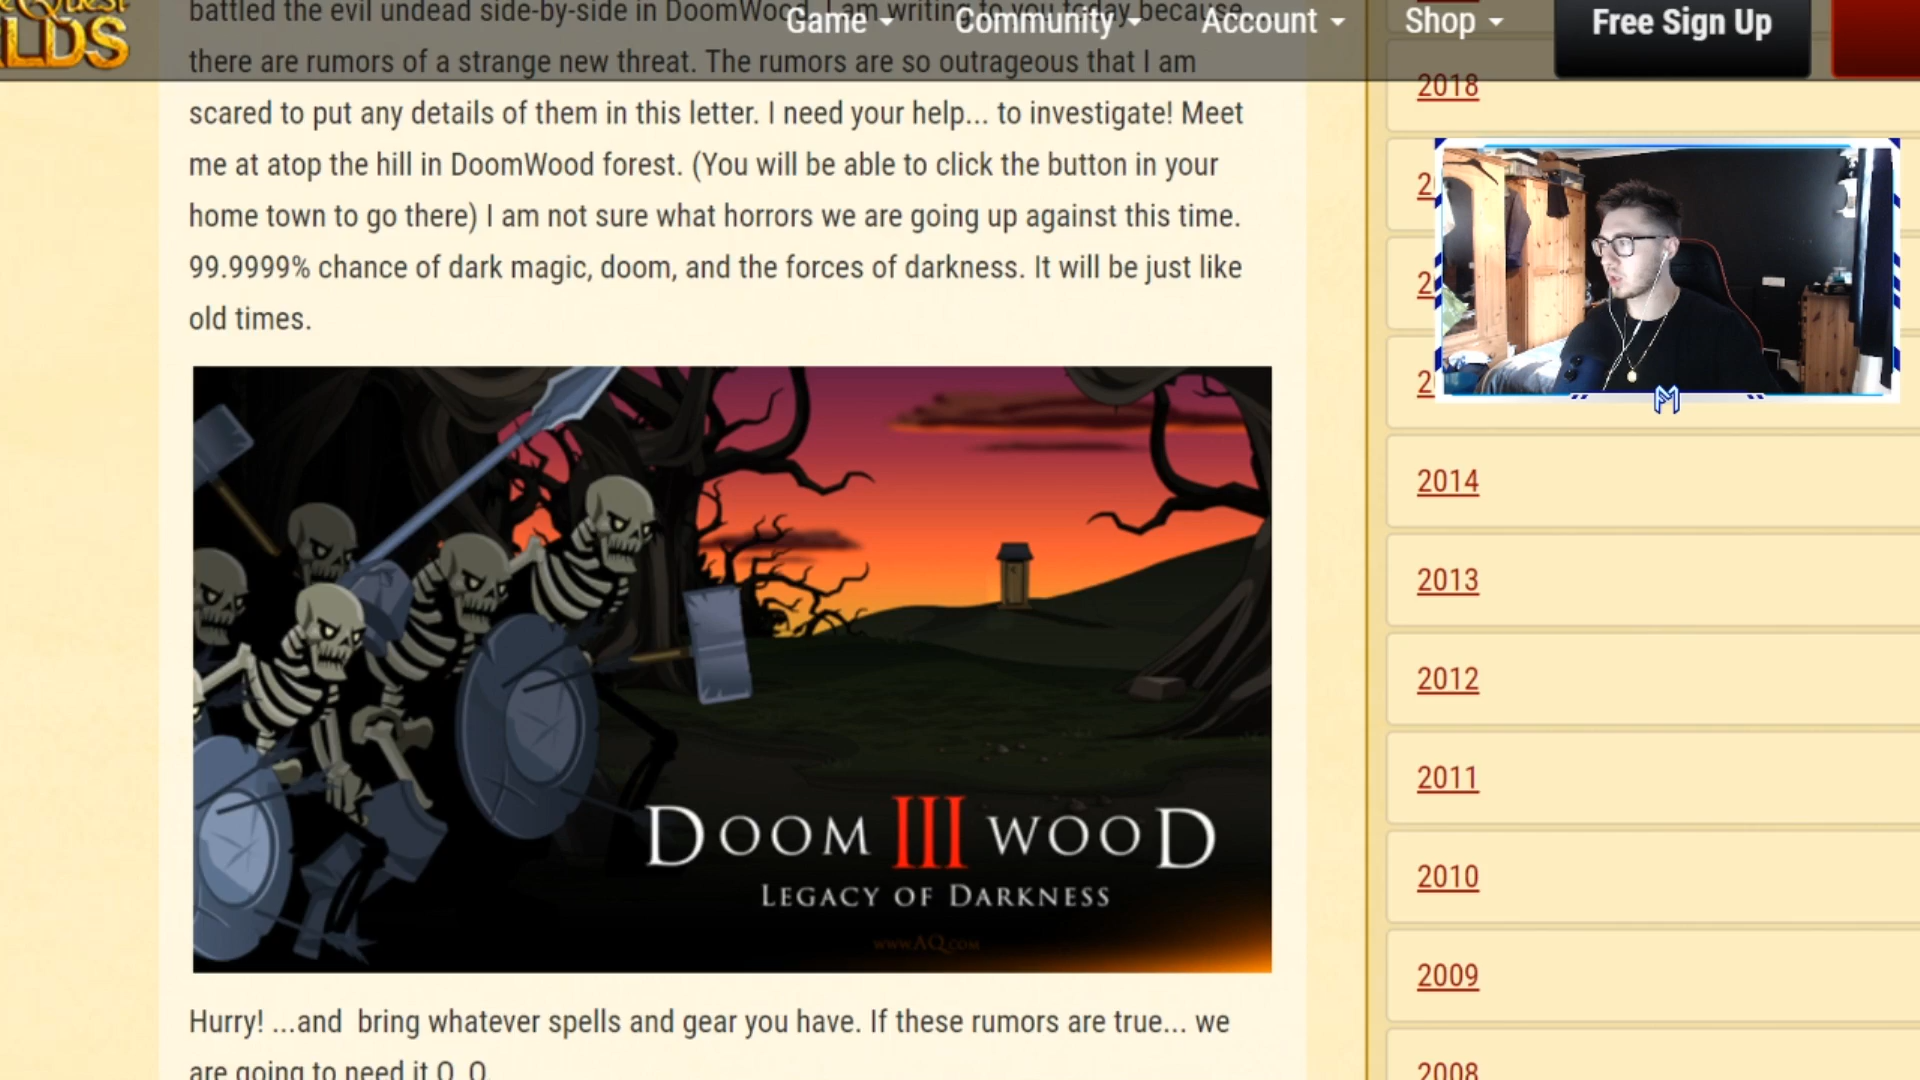 battled the evil undead side-by-side in DoomWood. I am writing to you today because
Game Community Account Shop Free Sign Up
LDS
there are rumors of a strange new threat. The rumors are so outrageous that I am
2018
scared to put any details of them in this letter. I need your help... to investigate! Meet
me at atop the hill in DoomWood forest. (You will be able to click the button in your
home town to go there) I am not sure what horrors we are going up against this time.
99.9999% chance of dark magic, doom, and the forces of darkness. It will be just like
old times.
DOOM III WOOD
LEGACY OF DARKNESS
www.AQ.com
Hurry! ...and bring whatever spells and gear you have. If these rumors are true... we
are going to need it O_O.
2014
2013
2012
2011
2010
2009
2008